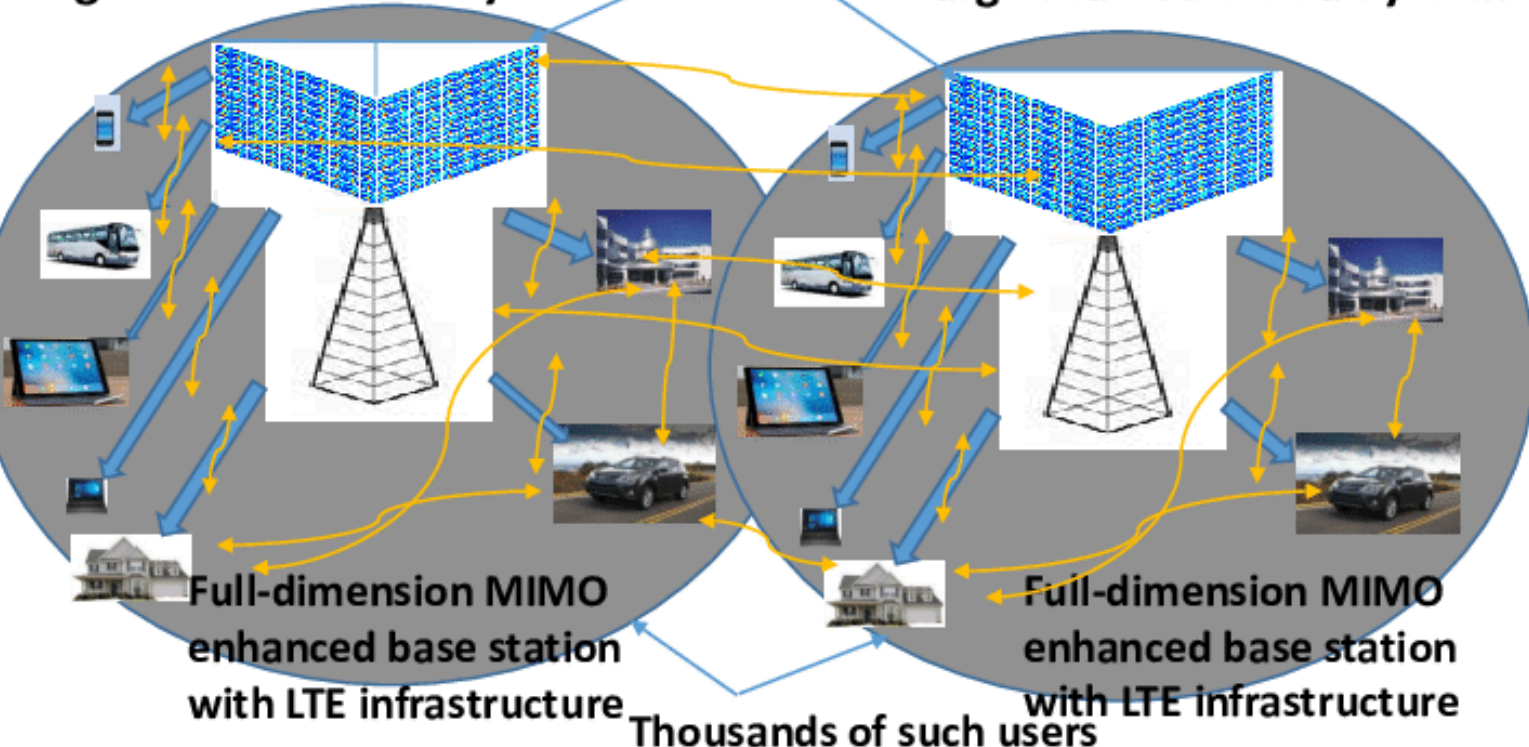 Full-dimension MIMO
enhanced base station
with LTE infrastructure
Full-dimension MIMO
enhanced base station
with LTE infrastructure
Thousands of such users